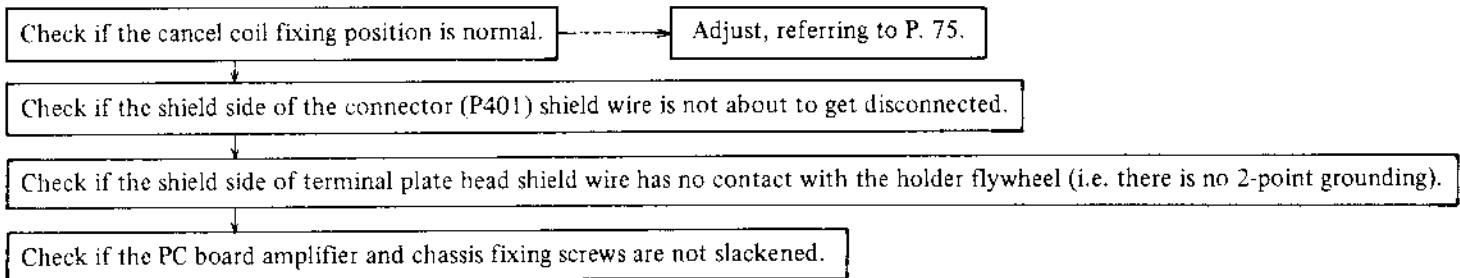 Check if the cancel coil fixing position is normal.
Adjust, referring to P. 75.
Check if the shield side of the connector (P401) shield wire is not about to get disconnected.
Check if the shield side of terminal plate head shield wire has no contact with the holder flywheel (i.e. there is no 2-point grounding).
Check if the PC board amplifier and chassis fixing screws are not slackened.